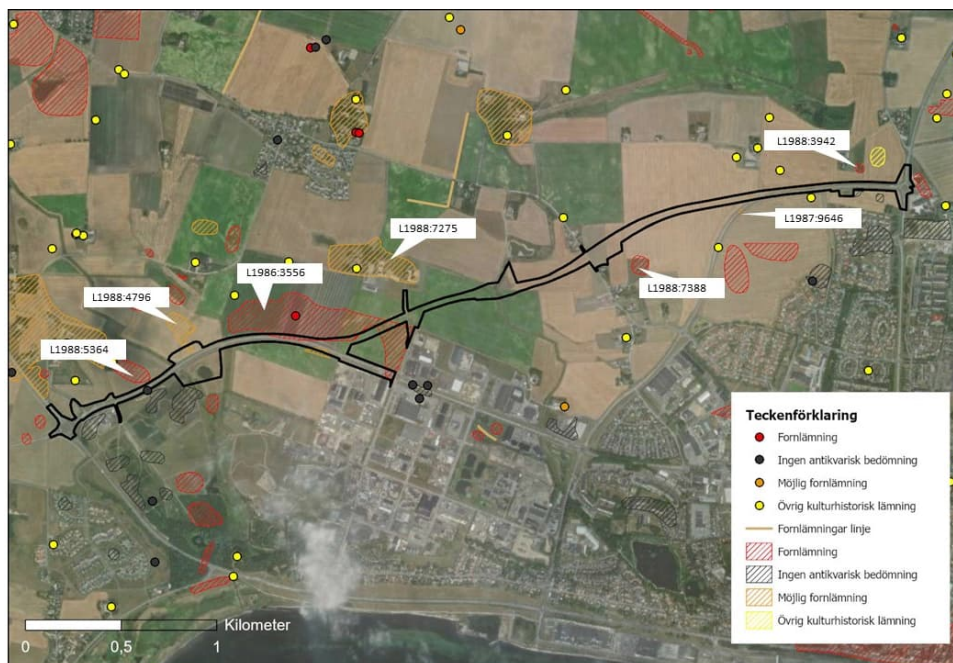 L1988:3942
L1987:9646
L1988:7275
L1986:3556
L1988:7388
L1988:4796
L1988:5364
Teckenförklaring
Fornlämning
Ingen antikvarisk bedömning
Möjlig fornlämning
Övrig kulturhistorisk lämning
Fornlämningar linje
Fornlämning
Ingen antikvarisk bedömning
Möjlig fornlämning
Övrig kulturhistorisk lämning
Kilometer
0 0,5 1